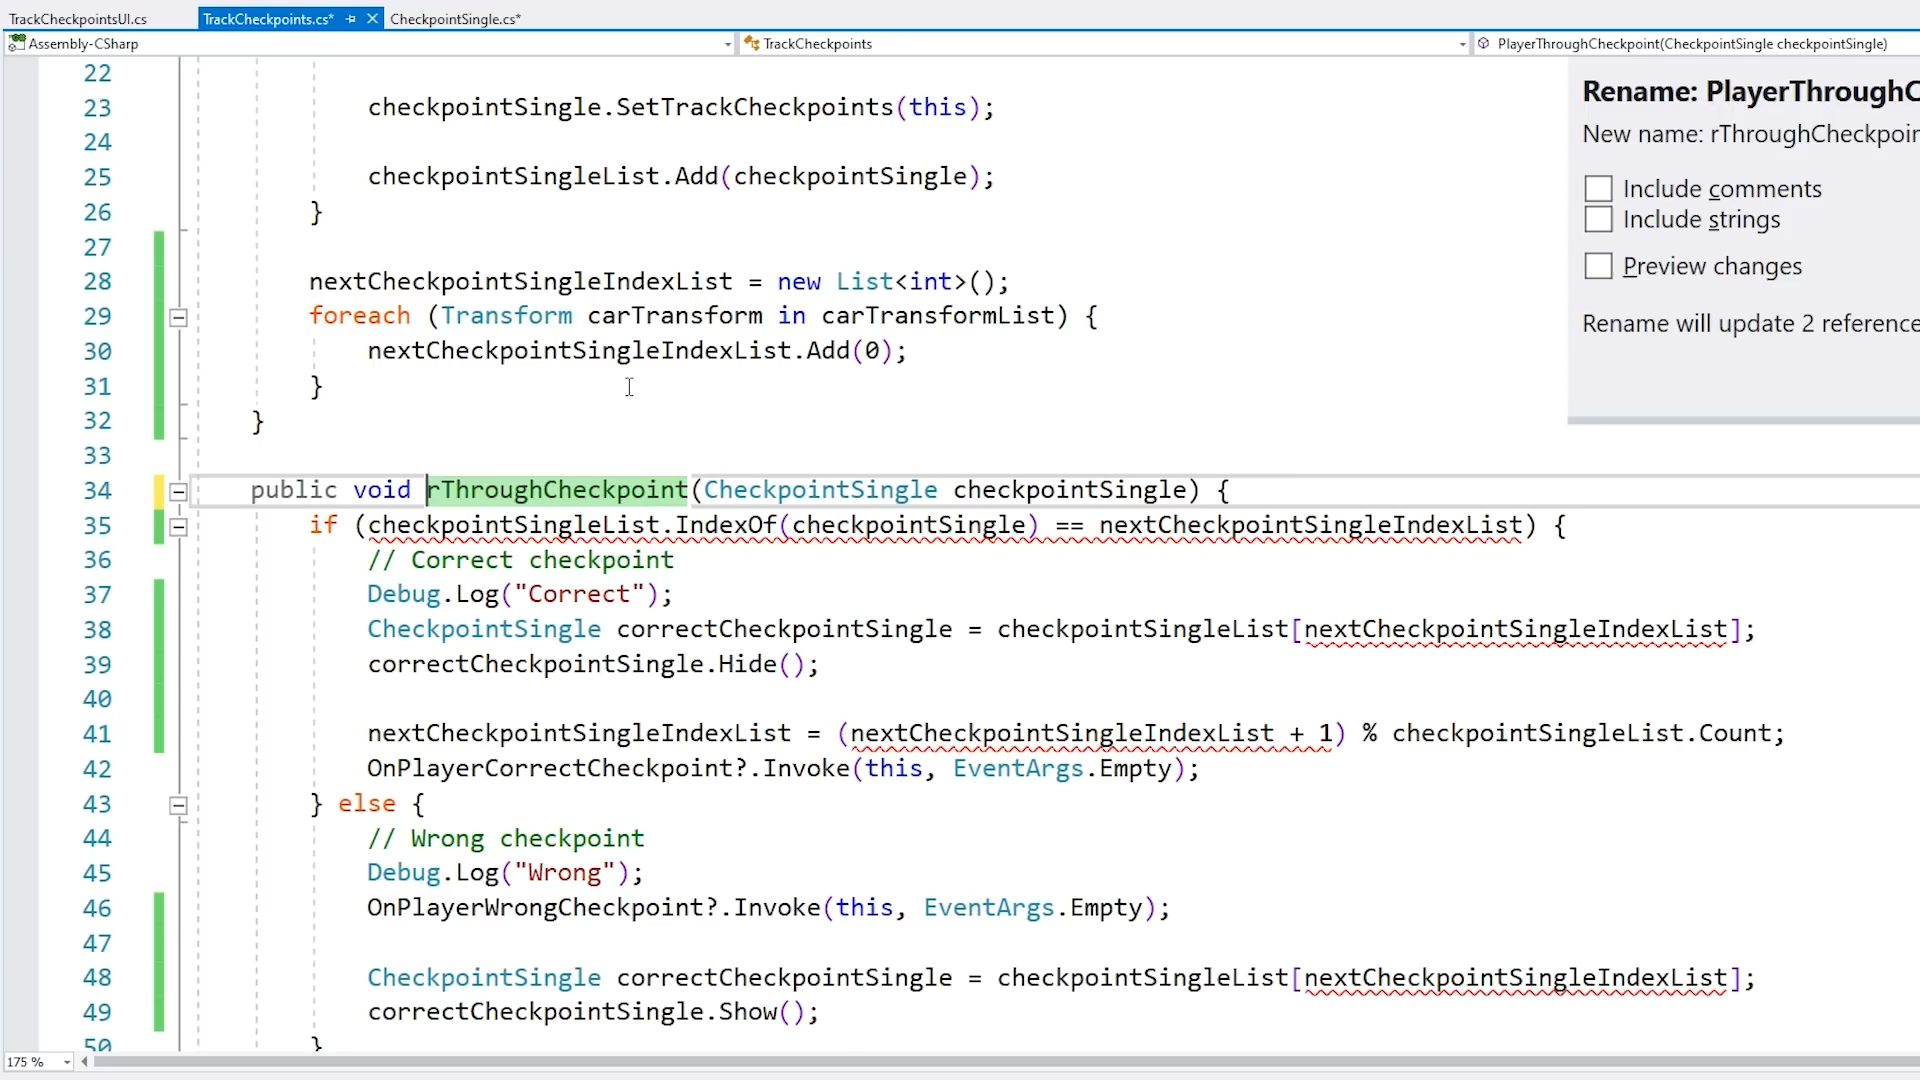 TrackCheckpointsUI.cs
TrackCheckpoints.cs*
CheckpointSingle.cs*
Assembly-CSharp
TrackCheckpoints
PlayerThroughCheckpoint(CheckpointSingle checkpointSingle)
22
23 checkpointSingle.SetTrackCheckpoints(this);
24
25 checkpointSingleList.Add(checkpointSingle);
26 }
27
28 nextCheckpointSingleIndexList = new List<int>();
29 foreach (Transform carTransform in carTransformList) {
30 nextCheckpointSingleIndexList.Add(0);
31 }
32 }
33
34 public void rThroughCheckpoint(CheckpointSingle checkpointSingle) {
35 if (checkpointSingleList.IndexOf(checkpointSingle) == nextCheckpointSingleIndexList) {
36 // Correct checkpoint
37 Debug.Log("Correct");
38 CheckpointSingle correctCheckpointSingle = checkpointSingleList[nextCheckpointSingleIndexList];
39 correctCheckpointSingle.Hide();
40
41 nextCheckpointSingleIndexList = (nextCheckpointSingleIndexList + 1) % checkpointSingleList.Count;
42 OnPlayerCorrectCheckpoint?.Invoke(this, EventArgs.Empty);
43 } else {
44 // Wrong checkpoint
45 Debug.Log("Wrong");
46 OnPlayerWrongCheckpoint?.Invoke(this, EventArgs.Empty);
47
48 CheckpointSingle correctCheckpointSingle = checkpointSingleList[nextCheckpointSingleIndexList];
49 correctCheckpointSingle.Show();
50 }
Rename: PlayerThroughC
New name: rThroughCheckpoin
Include comments
Include strings
Preview changes
Rename will update 2 reference
175 %